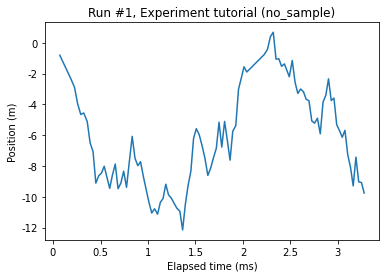 Run #1, Experiment tutorial (no_sample)
Position (m)
0
-2
-4
-6
-8
-10
-12
0 0.5 1 1.5 2 2.5 3
Elapsed time (ms)